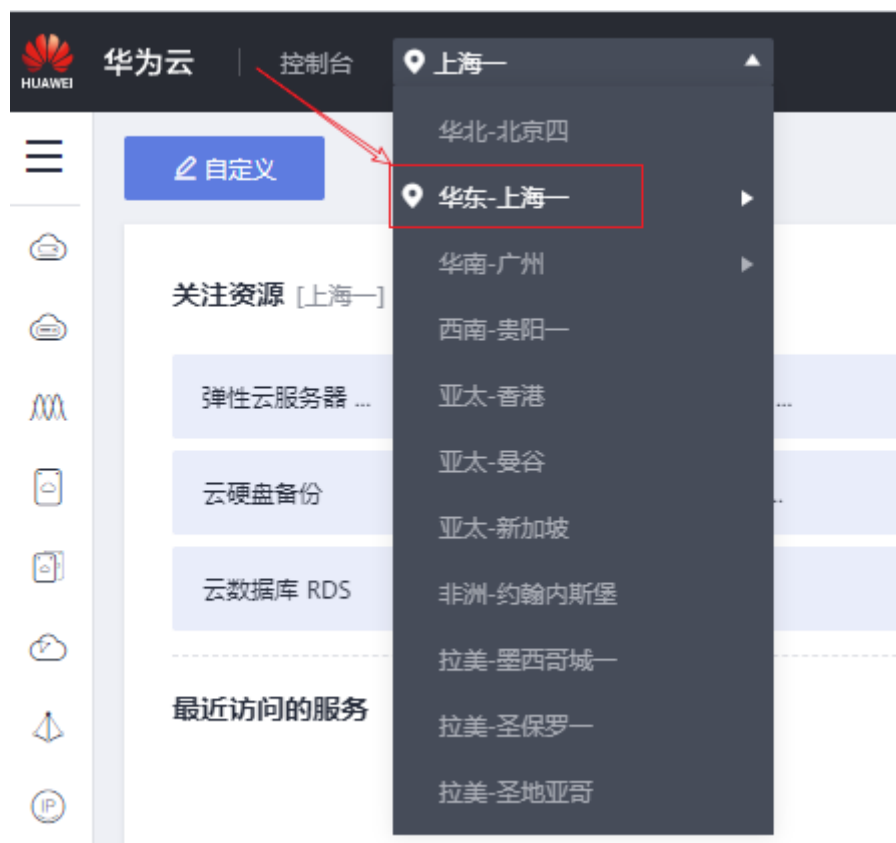 HUAWEI
华为云
控制台
上海一
自定义
华北-北京四
华东-上海一
华南-广州
西南-贵阳一
亚太-香港
亚太-曼谷
亚太-新加坡
非洲-约翰内斯堡
拉美-墨西哥城一
拉美-圣保罗一
拉美-圣地亚哥
关注资源 [上海一]
弹性云服务器 ...
...
云硬盘备份
云数据库 RDS
最近访问的服务
IP